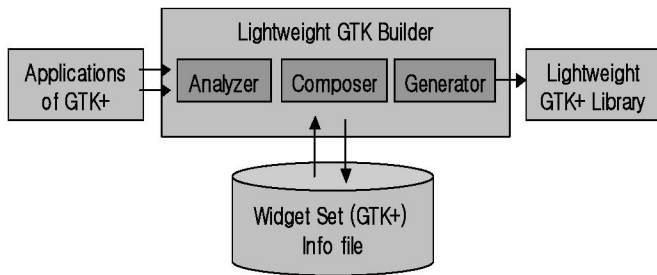 Lightweight GTK Builder
Applications
of GTK+
Analyzer
Composer
Generator
Lightweight
GTK+ Library
Widget Set (GTK+)
Info file